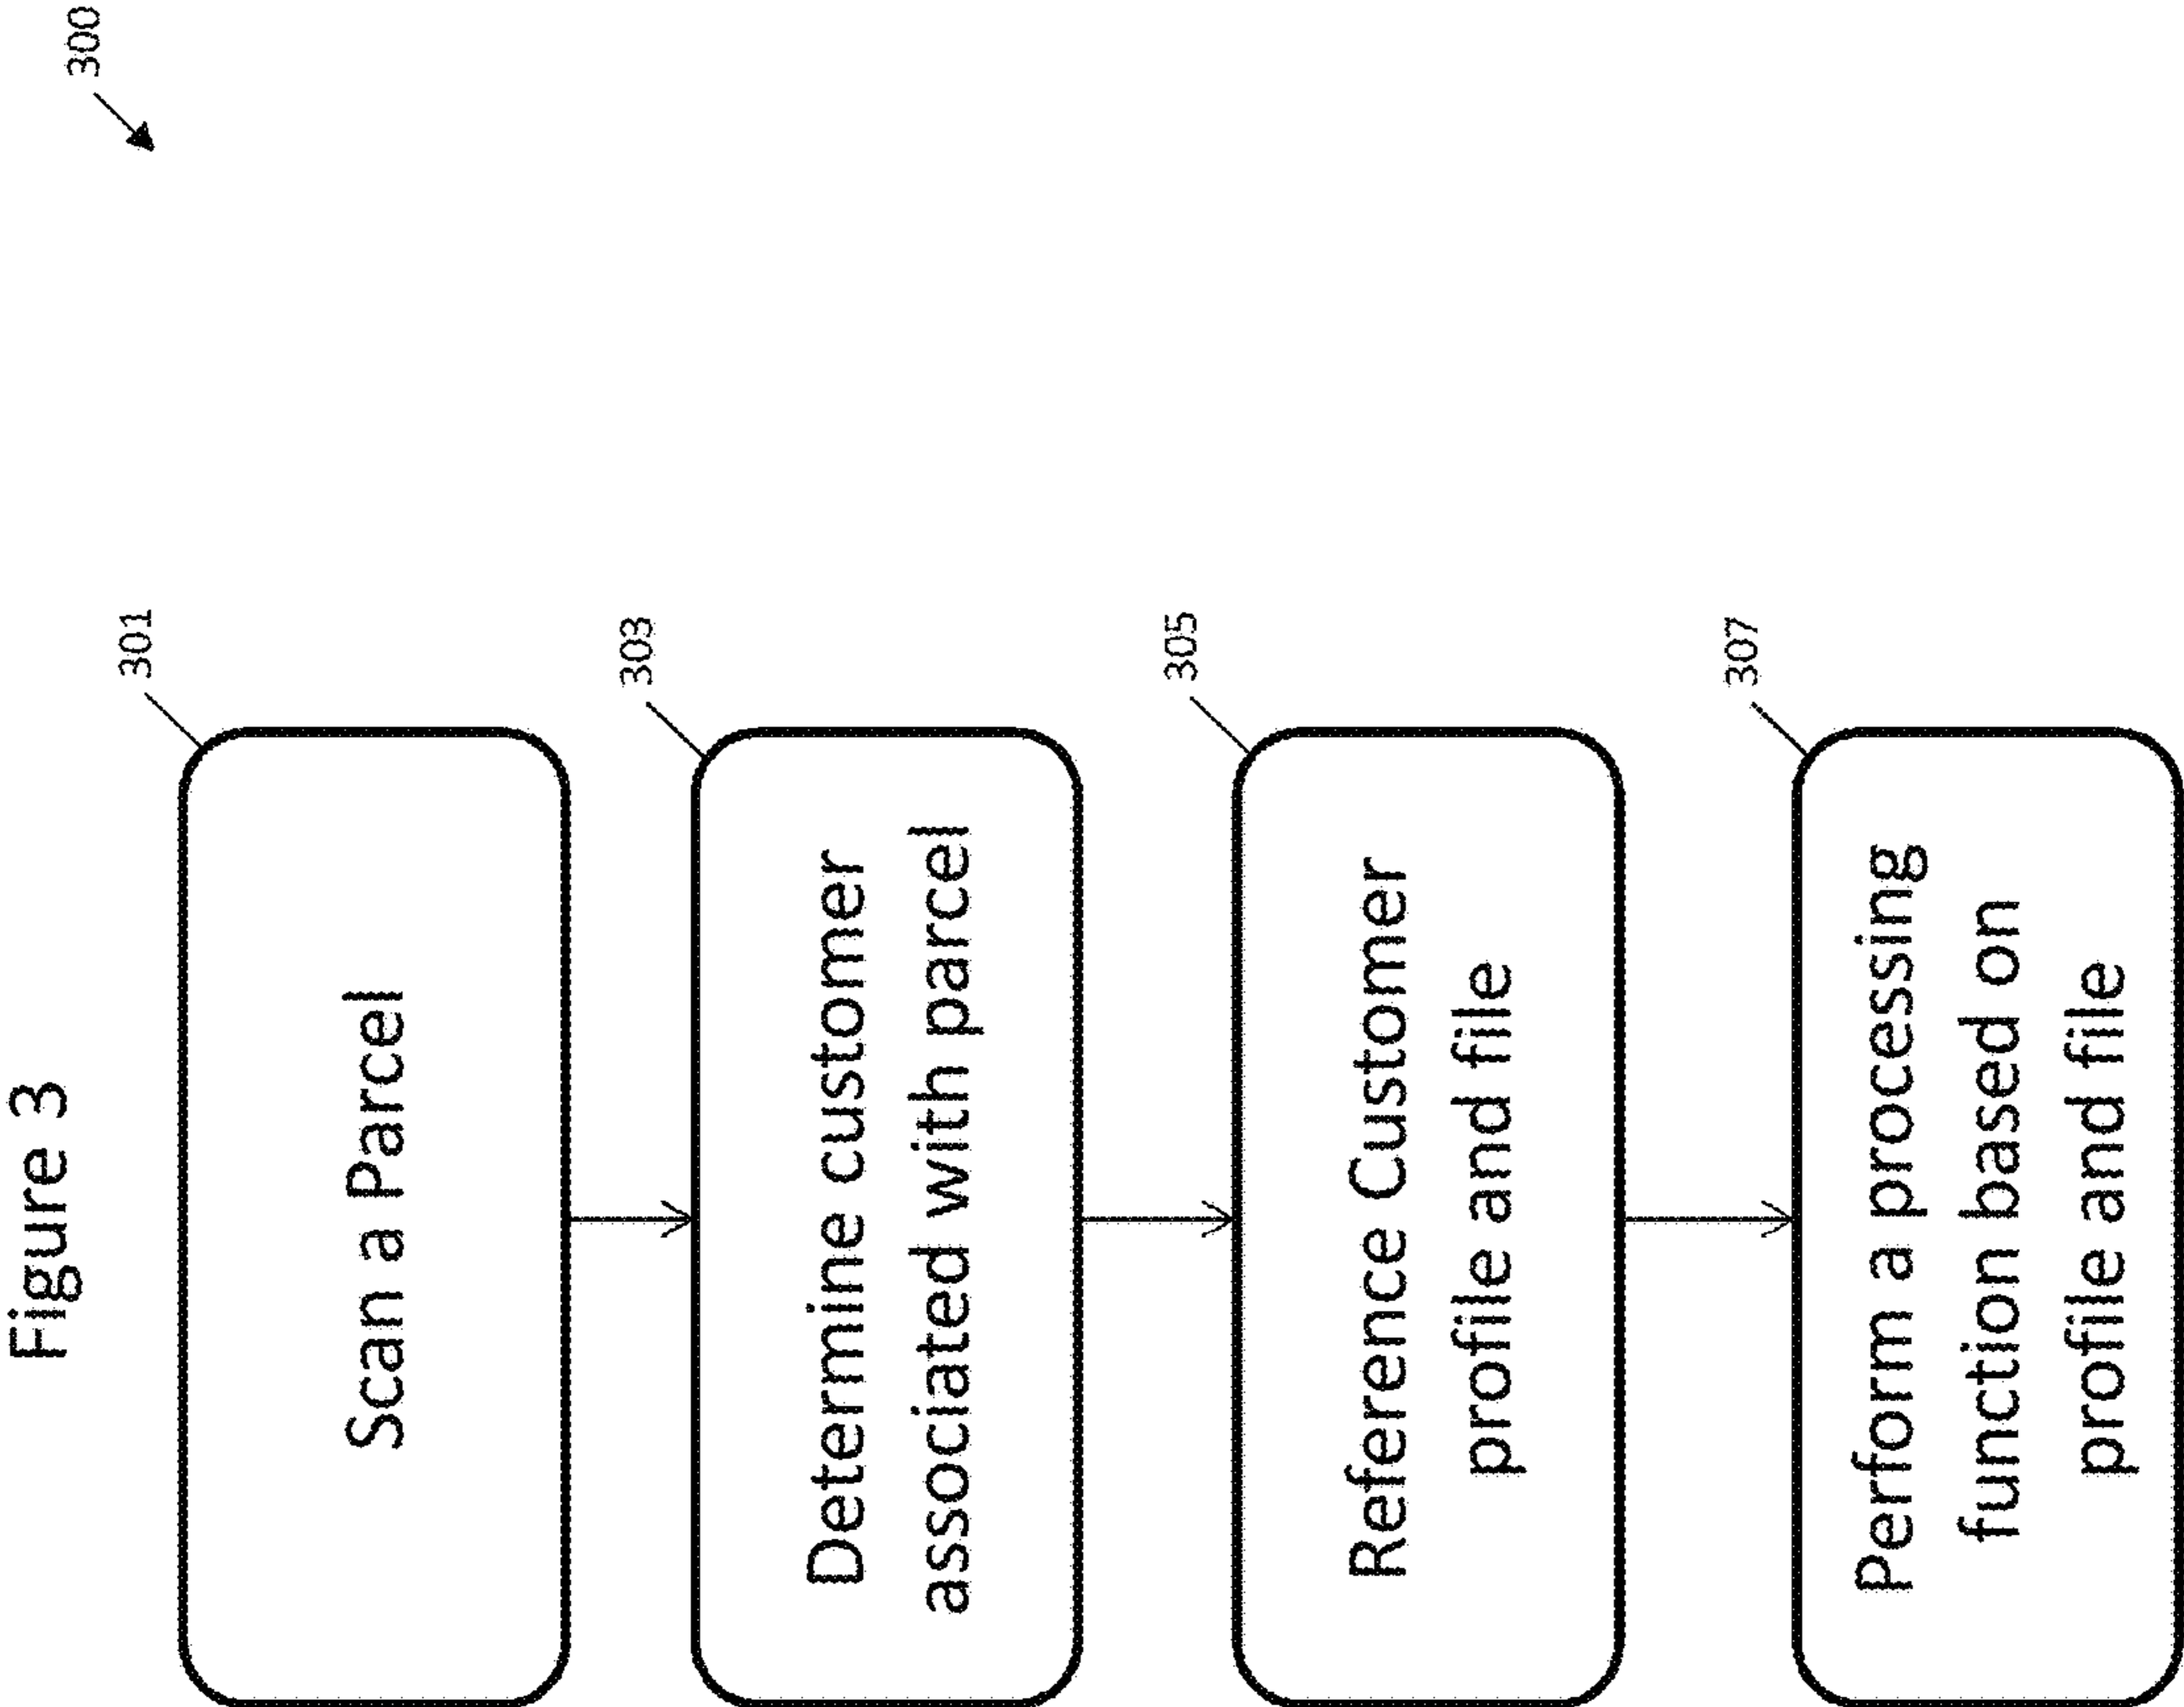 Figure 3
300
301
Scan a Parcel
303
Determine customer
associated with parcel
305
Reference Customer
profile and file
307
Perform a processing
function based on
profile and file